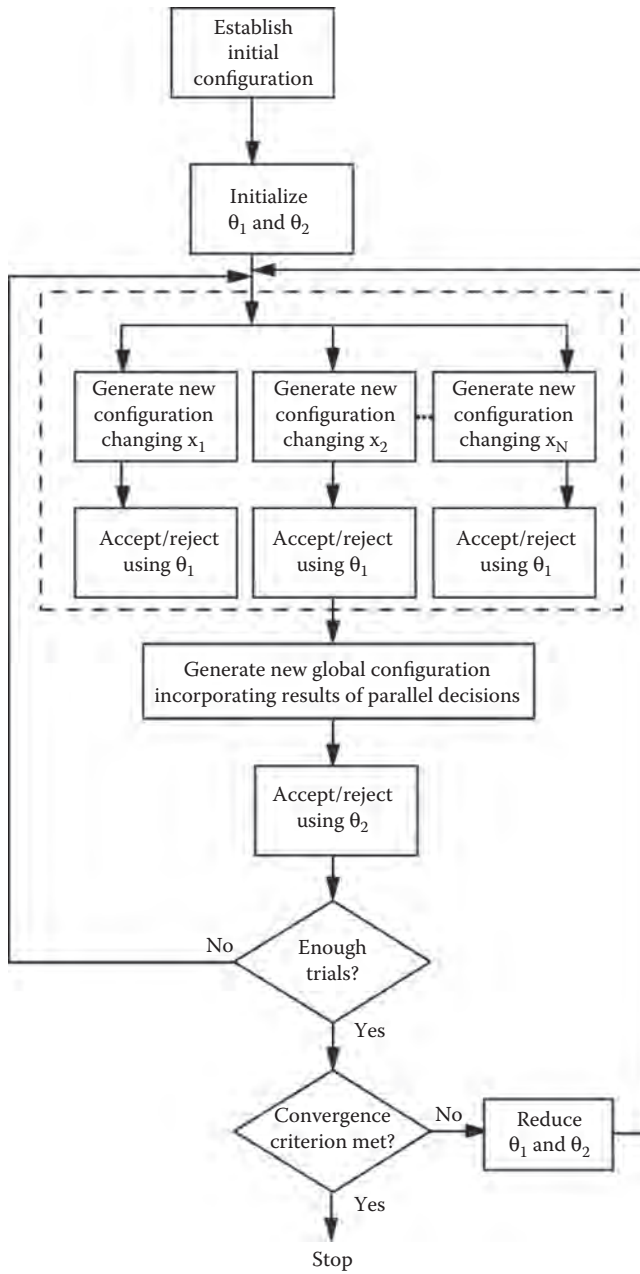 Establish
initial
configuration
Initialize
θ₁ and θ₂
Generate new
configuration
changing x₁
Generate new
configuration
changing x₂
Generate new
configuration
changing x_N
Accept/reject
using θ₁
Accept/reject
using θ₁
Accept/reject
using θ₁
Generate new global configuration
incorporating results of parallel decisions
Accept/reject
using θ₂
No
Enough
trials?
Yes
Convergence
criterion met?
No
Reduce
θ₁ and θ₂
Yes
Stop